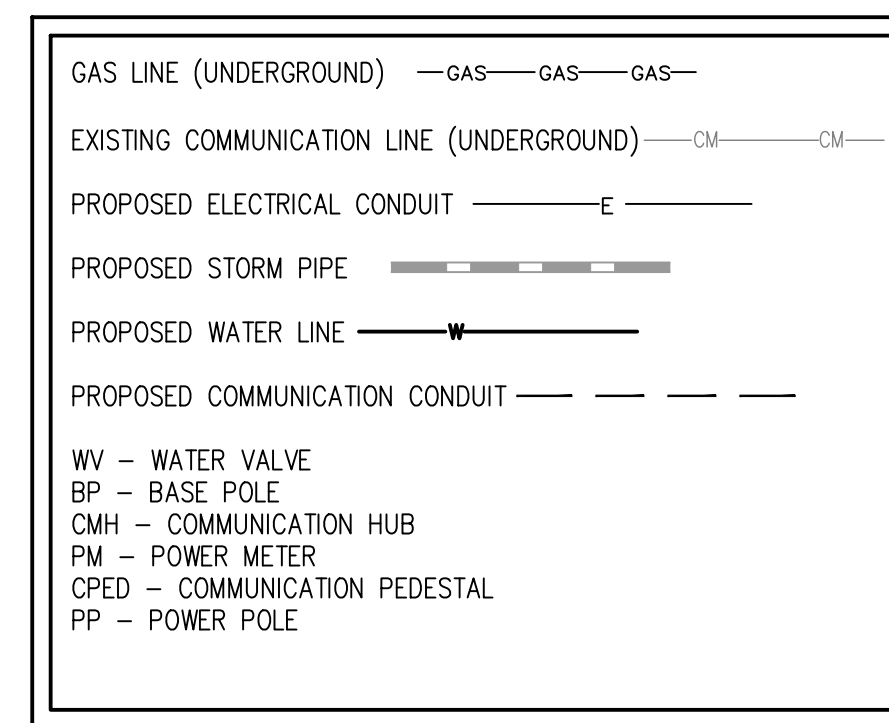 GAS LINE (UNDERGROUND) —GAS——GAS——GAS—
EXISTING COMMUNICATION LINE (UNDERGROUND) ——CM————CM——
PROPOSED ELECTRICAL CONDUIT ————E ————
PROPOSED STORM PIPE
PROPOSED WATER LINE ———W——————
PROPOSED COMMUNICATION CONDUIT — — — —
WV – WATER VALVE
BP – BASE POLE
CMH – COMMUNICATION HUB
PM – POWER METER
CPED – COMMUNICATION PEDESTAL
PP – POWER POLE